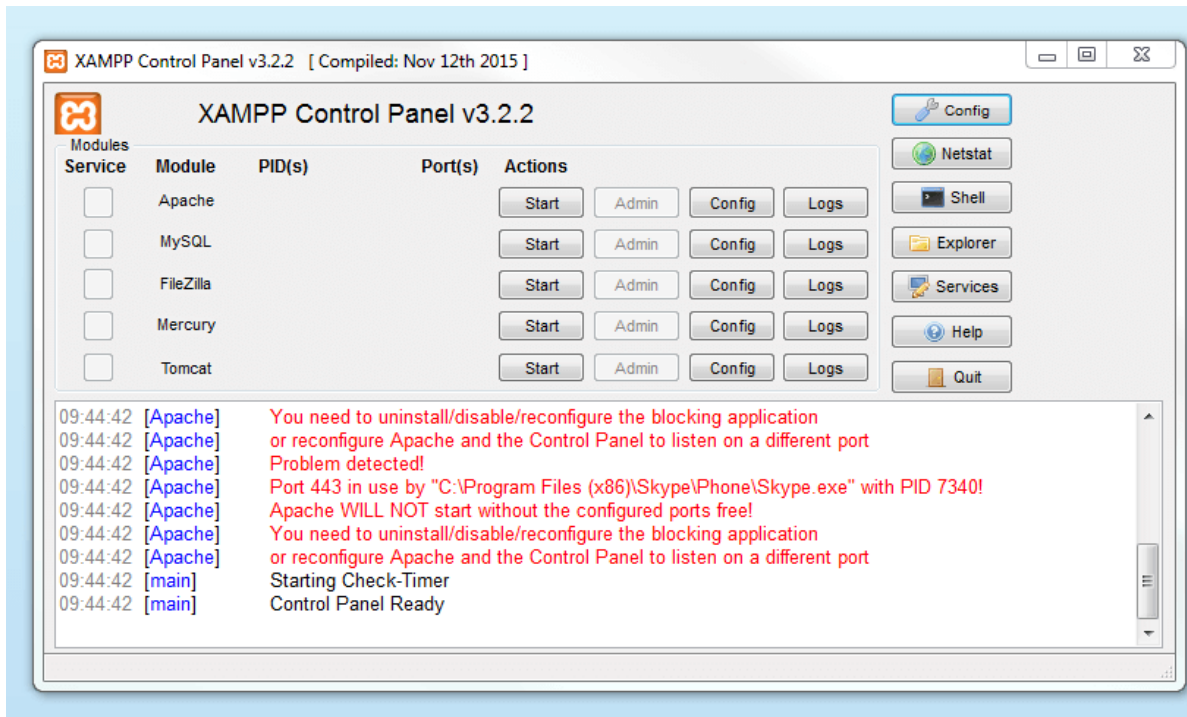 XAMPP Control Panel v3.2.2 [ Compiled: Nov 12th 2015 ]
XAMPP Control Panel v3.2.2
Config
Modules
Netstat
Service Module PID(s) Port(s) Actions
Apache Start Admin Config Logs
Shell
MySQL Start Admin Config Logs
Explorer
FileZilla Start Admin Config Logs
Services
Mercury Start Admin Config Logs
Help
Tomcat Start Admin Config Logs
Quit
09:44:42 [Apache] You need to uninstall/disable/reconfigure the blocking application
09:44:42 [Apache] or reconfigure Apache and the Control Panel to listen on a different port
09:44:42 [Apache] Problem detected!
09:44:42 [Apache] Port 443 in use by "C:\Program Files (x86)\Skype\Phone\Skype.exe" with PID 7340!
09:44:42 [Apache] Apache WILL NOT start without the configured ports free!
09:44:42 [Apache] You need to uninstall/disable/reconfigure the blocking application
09:44:42 [Apache] or reconfigure Apache and the Control Panel to listen on a different port
09:44:42 [main] Starting Check-Timer
09:44:42 [main] Control Panel Ready